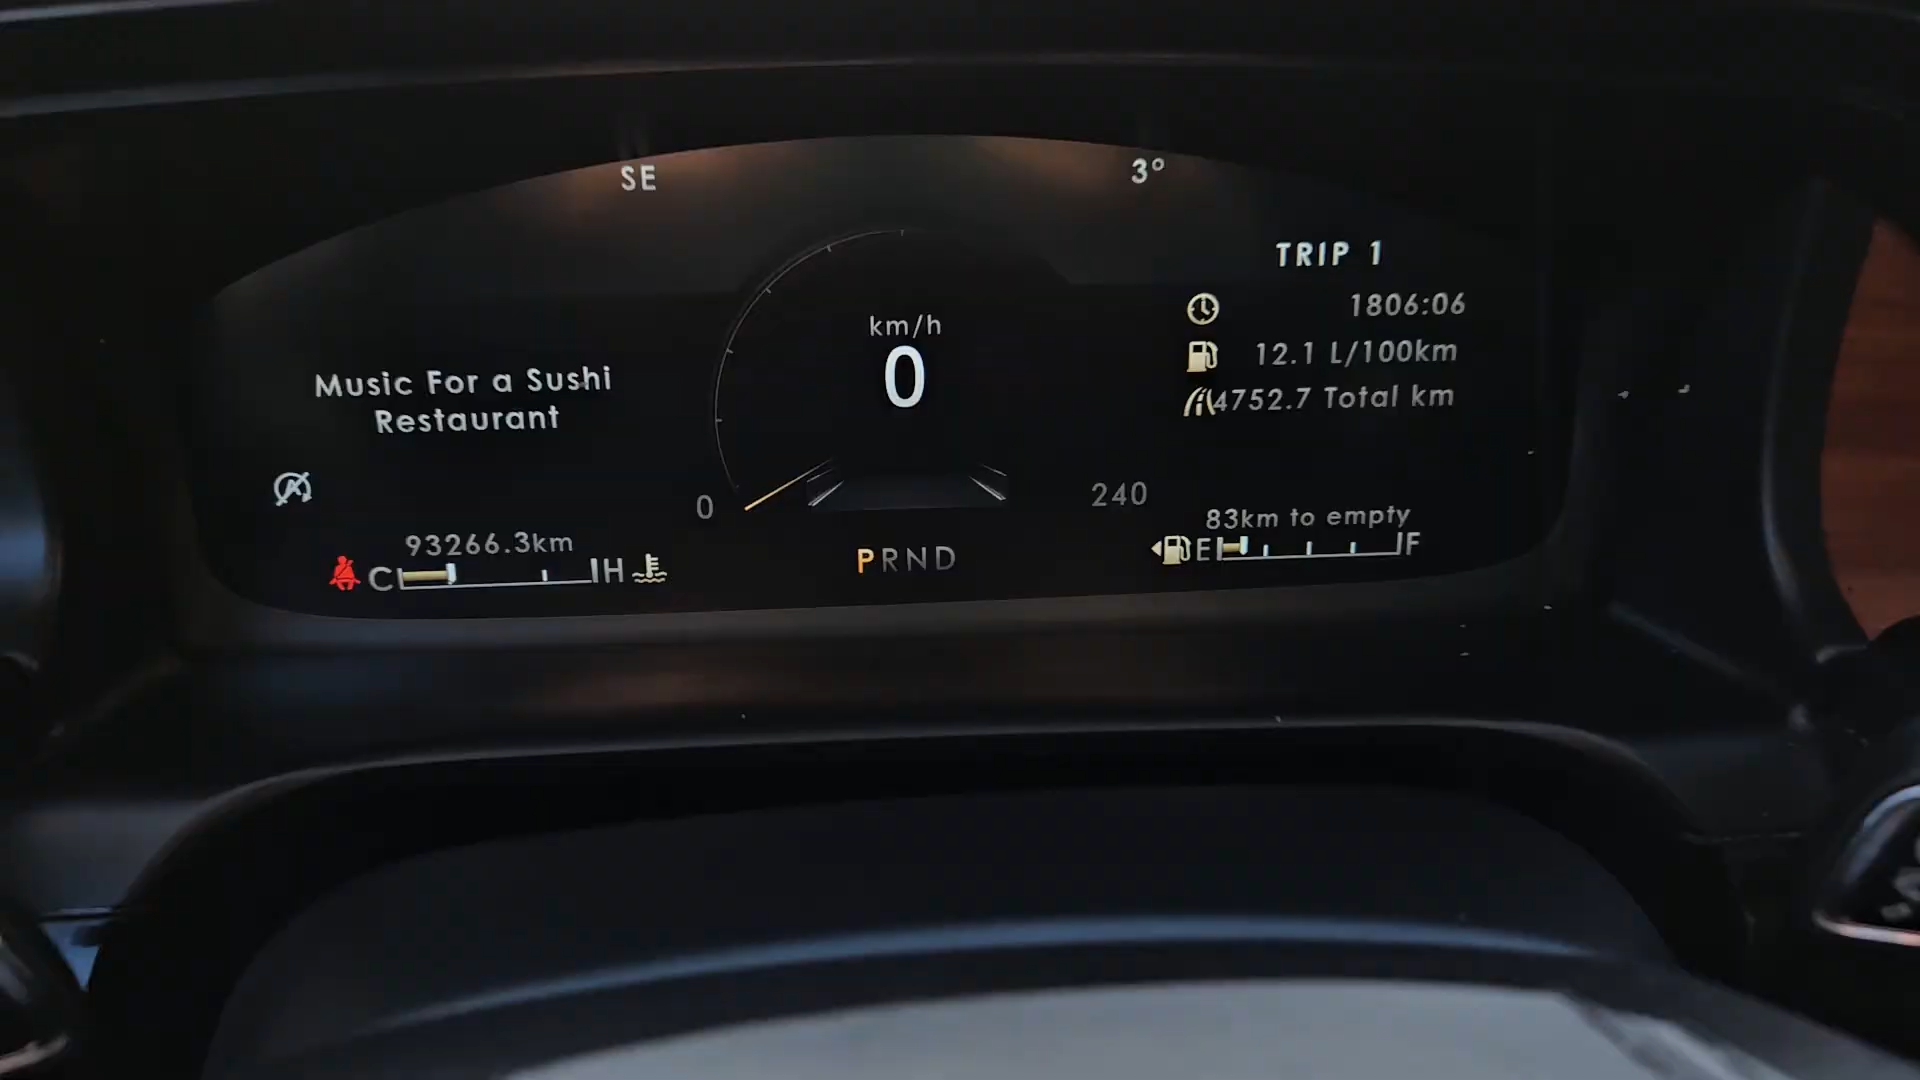 SE
3°
TRIP 1
1806:06
12.1 L/100km
4752.7 Total km
km/h
0
Music For a Sushi
Restaurant
0
240
93266.3km
C H
PRND
83km to empty
E F